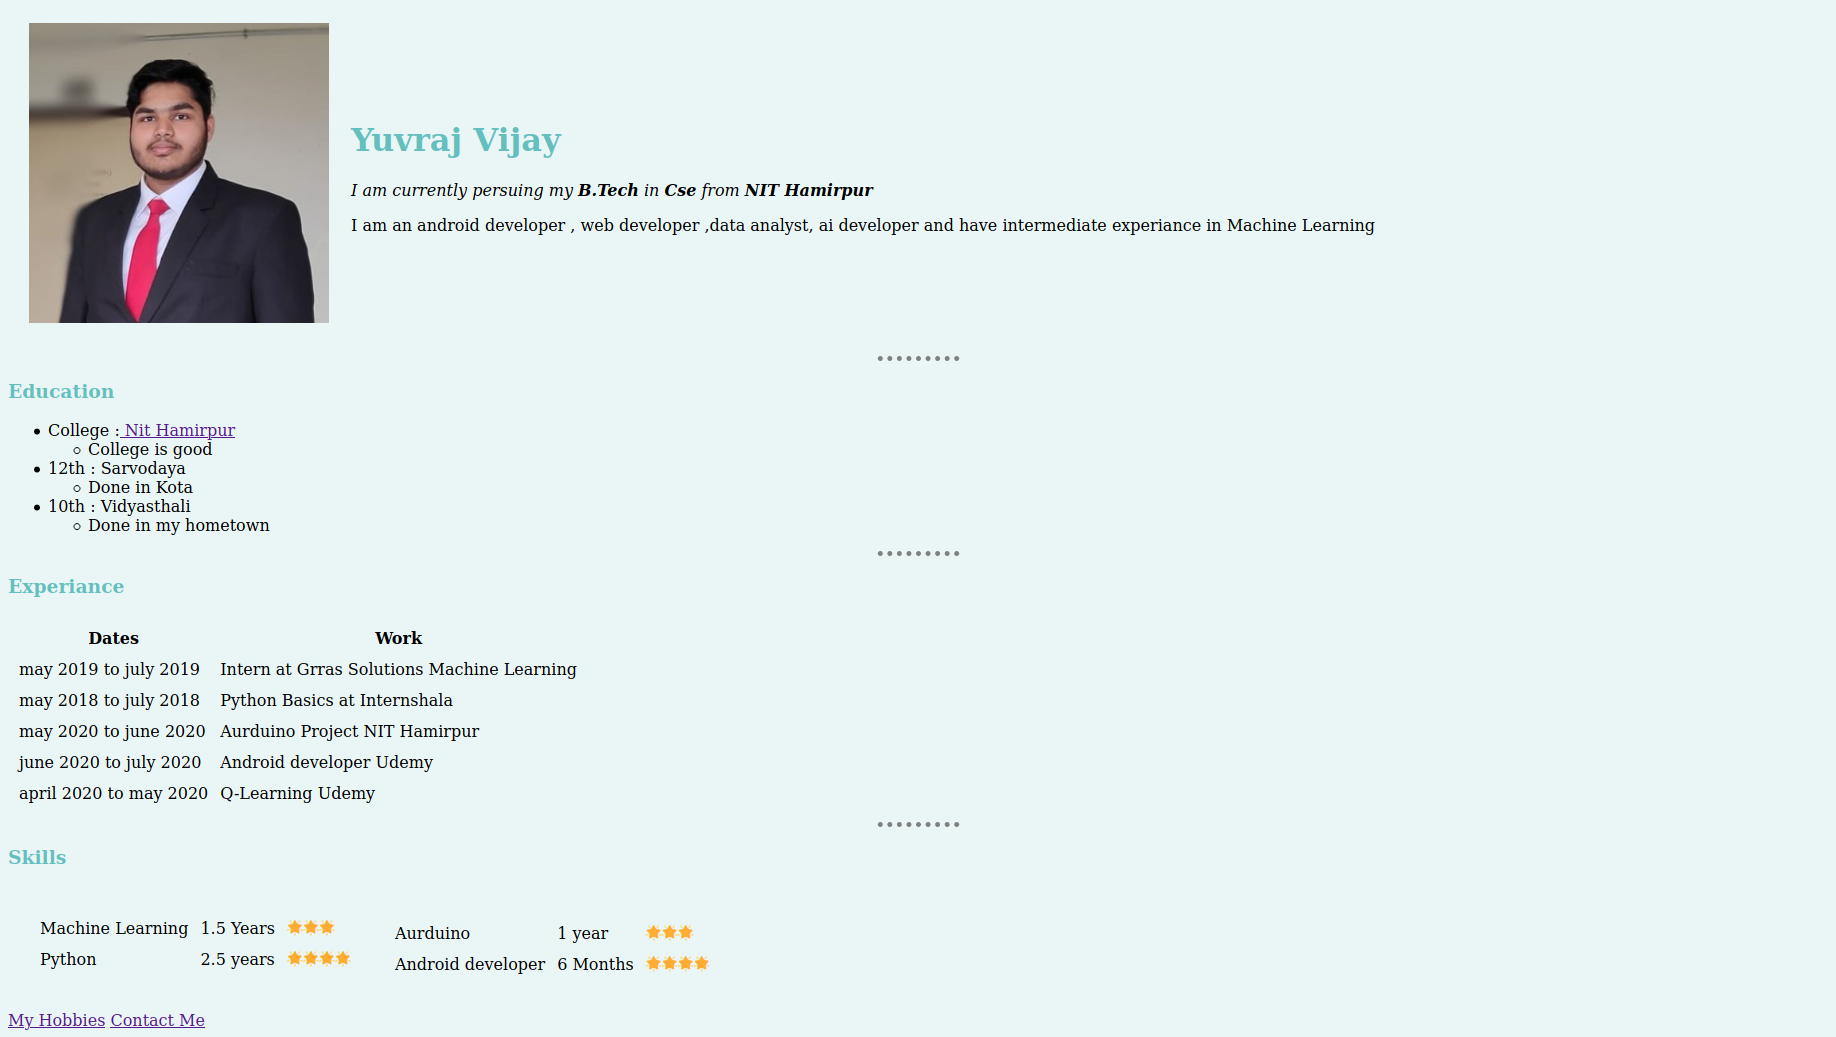 Yuvraj Vijay
I am currently persuing my B.Tech in Cse from NIT Hamirpur
I am an android developer , web developer ,data analyst, ai developer and have intermediate experiance in Machine Learning
Education
College : Nit Hamirpur
College is good
12th : Sarvodaya
Done in Kota
10th : Vidyasthali
Done in my hometown
Experiance
Dates Work
may 2019 to july 2019 Intern at Grras Solutions Machine Learning
may 2018 to july 2018 Python Basics at Internshala
may 2020 to june 2020 Aurduino Project NIT Hamirpur
june 2020 to july 2020 Android developer Udemy
april 2020 to may 2020 Q-Learning Udemy
Skills
Machine Learning 1.5 Years
Python 2.5 years
Aurduino 1 year
Android developer 6 Months
My Hobbies Contact Me